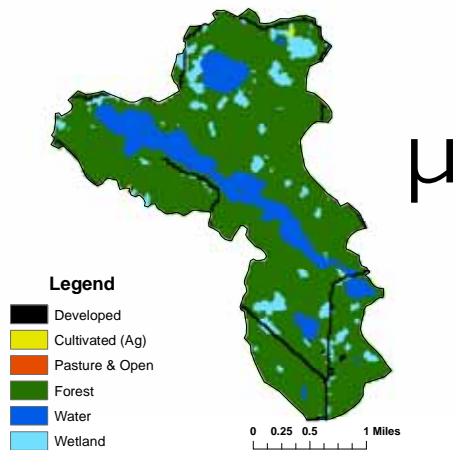 µ
Legend
Developed
Cultivated (Ag)
Pasture & Open
Forest
Water
Wetland
0 0.25 0.5 1 Miles